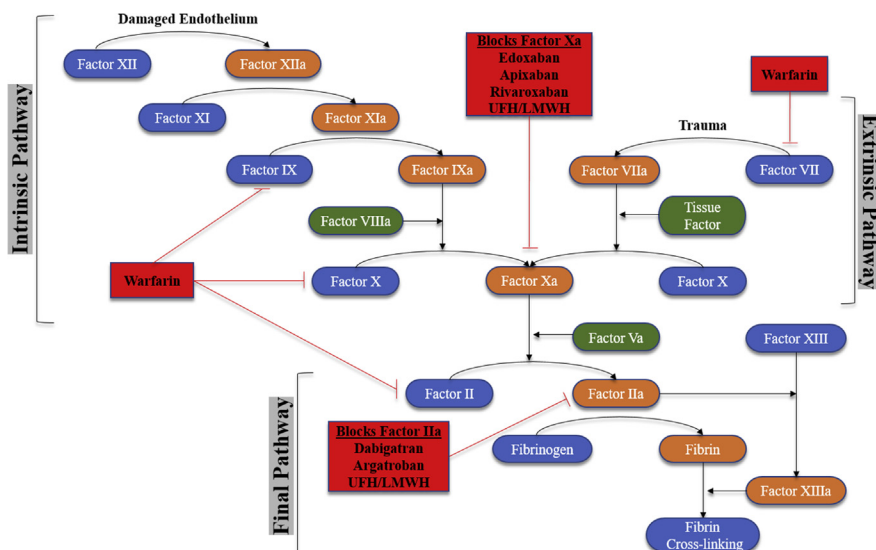 Damaged Endothelium
Factor XII
Factor XIIa
Blocks Factor Xa
Edoxaban
Apixaban
Rivaroxaban
UFH/LMWH
Warfarin
Intrinsic Pathway
Factor XI
Factor XIa
Trauma
Extrinsic Pathway
Factor IX
Factor IXa
Factor VIIa
Factor VII
Factor VIIIa
Tissue
Factor
Warfarin
Factor X
Factor Xa
Factor X
Factor Va
Factor XIII
Final Pathway
Factor II
Factor IIa
Blocks Factor IIa
Dabigatran
Argatroban
UFH/LMWH
Fibrinogen
Fibrin
Factor XIIIa
Fibrin
Cross-linking